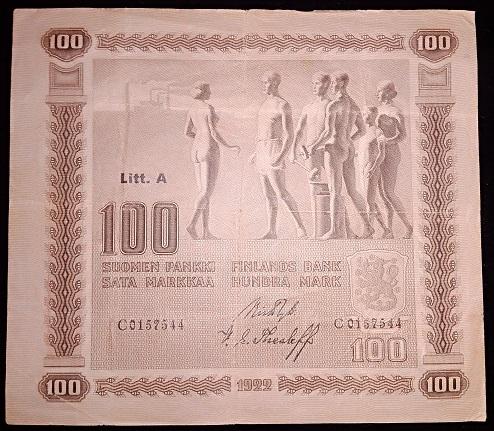 100 100
Litt. A
100
SUOMEN PANKKI FINLANDS BANK
SATA MARKKAA HUNDRA MARK
C0157544 C0157544
100
100 1922 100